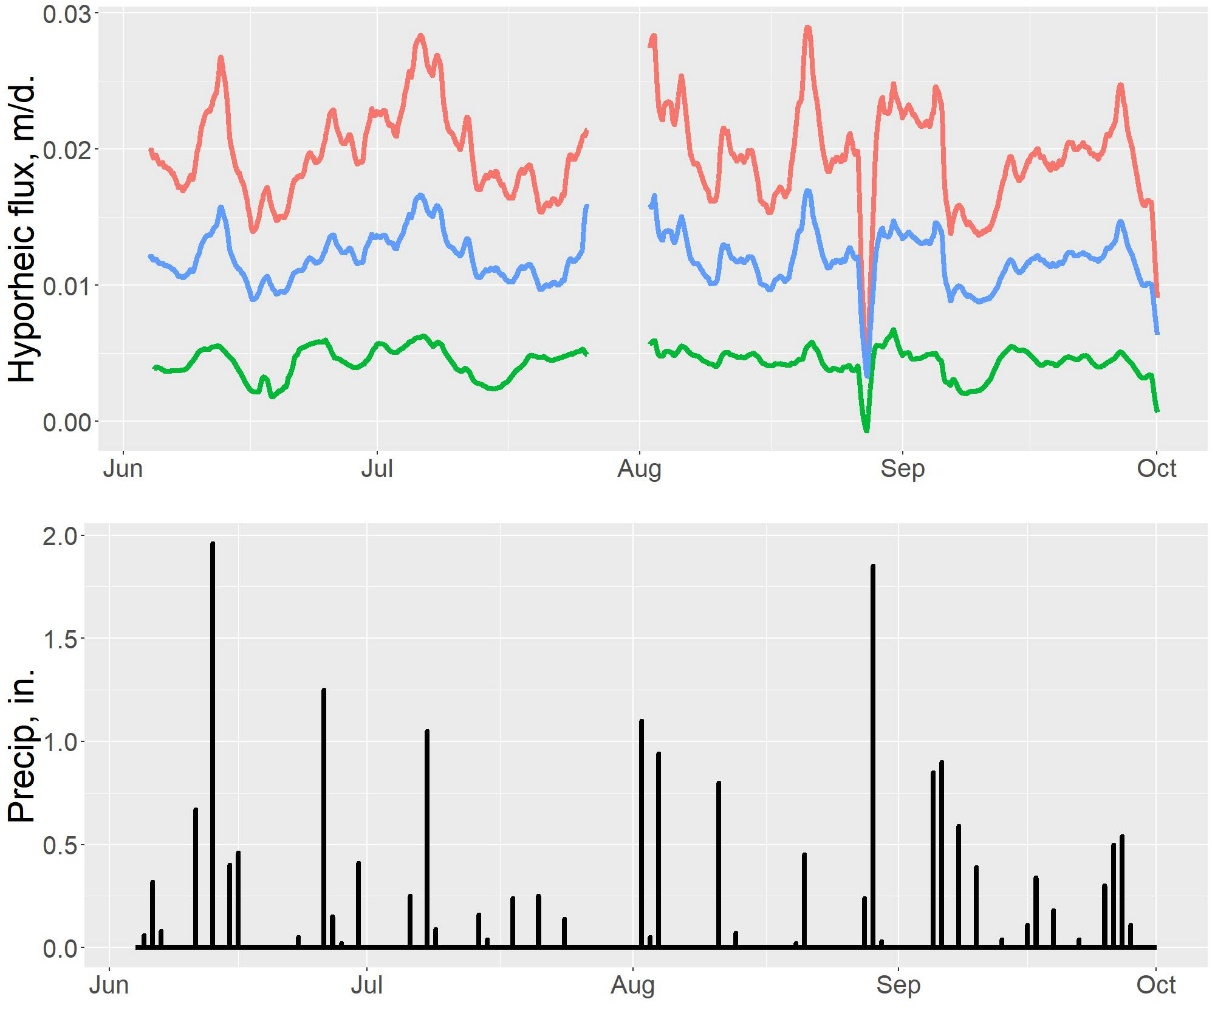 Hyporheic flux, m/d.
0.03
0.02
0.01
0.00
Jun Jul Aug Sep Oct
Precip, in.
2.0
1.5
1.0
0.5
0.0
Jun Jul Aug Sep Oct